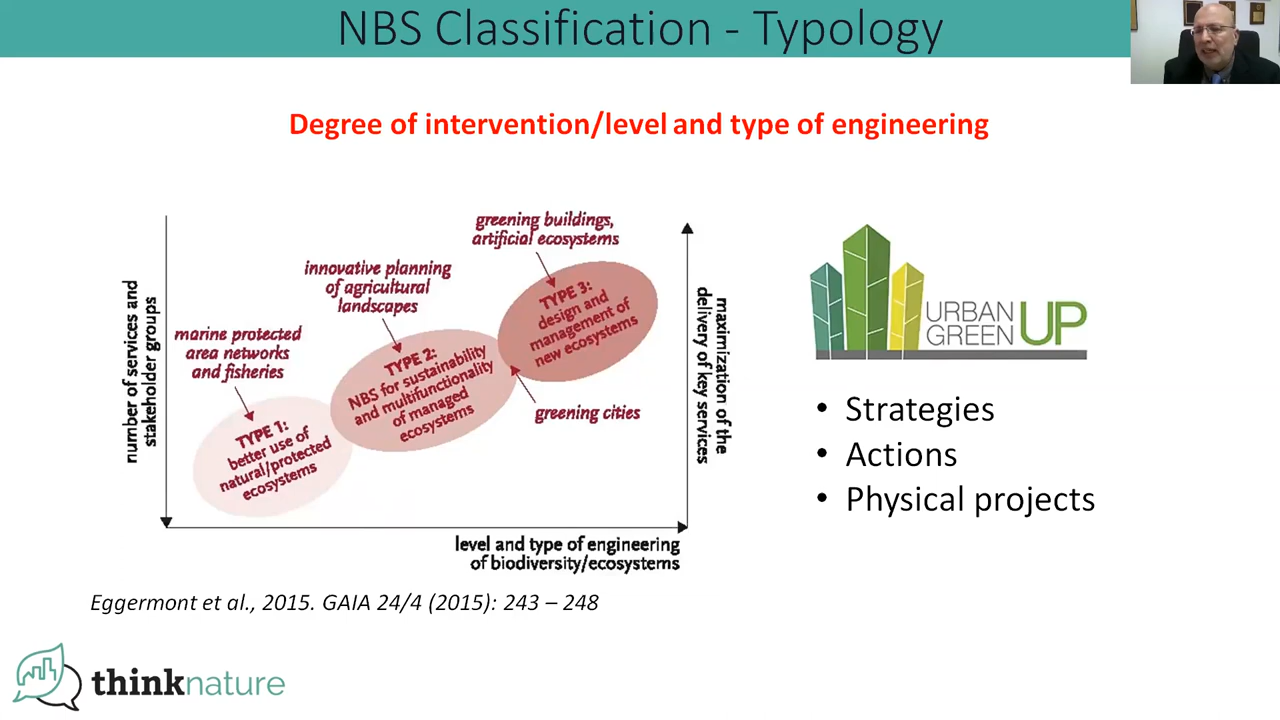 NBS Classification - Typology
Degree of intervention/level and type of engineering
number of services and
stakeholder groups
marine protected
area networks
and fisheries
TYPE 1:
better use of
natural/protected
ecosystems
innovative planning
of agricultural
landscapes
TYPE 2:
NBS for sustainability
and multifunctionality
of managed
ecosystems
greening buildings,
artificial ecosystems
TYPE 3:
design and
management of
new ecosystems
greening cities
maximization of the
delivery of key services
level and type of engineering
of biodiversity/ecosystems
Eggermont et al., 2015. GAIA 24/4 (2015): 243 – 248
URBAN
GREEN UP
• Strategies
• Actions
• Physical projects
thinknature